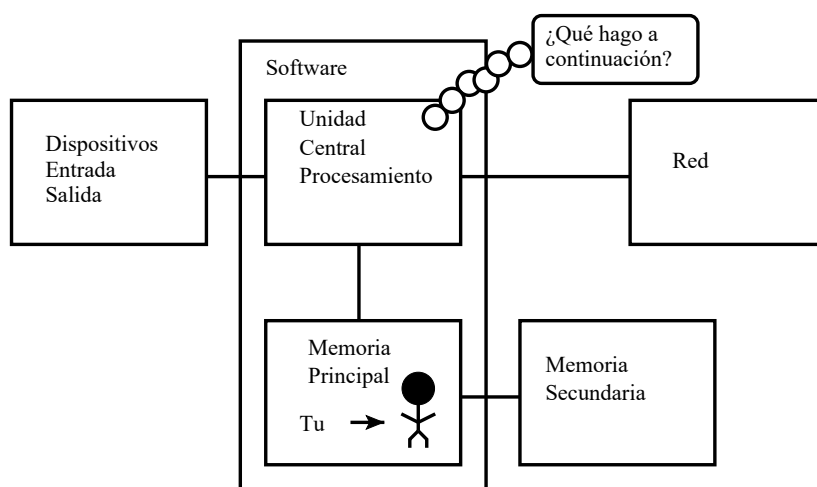 ¿Qué hago a
continuación?
Software
Unidad
Central
Procesamiento
Dispositivos
Entrada
Salida
Red
Memoria
Principal
Tu
Memoria
Secundaria